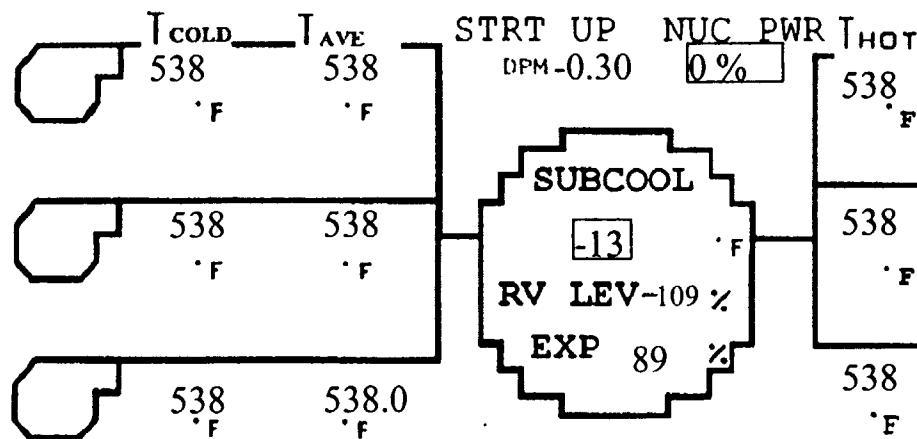 TCOLD TAVE STRT UP NUC PWR THOT
538 538 DPM -0.30 0% 538
°F °F °F
SUBCOOL
538 538 -13 °F 538
°F °F °F
RV LEV -109 %
EXP 89 %
538 538.0 538
°F °F °F